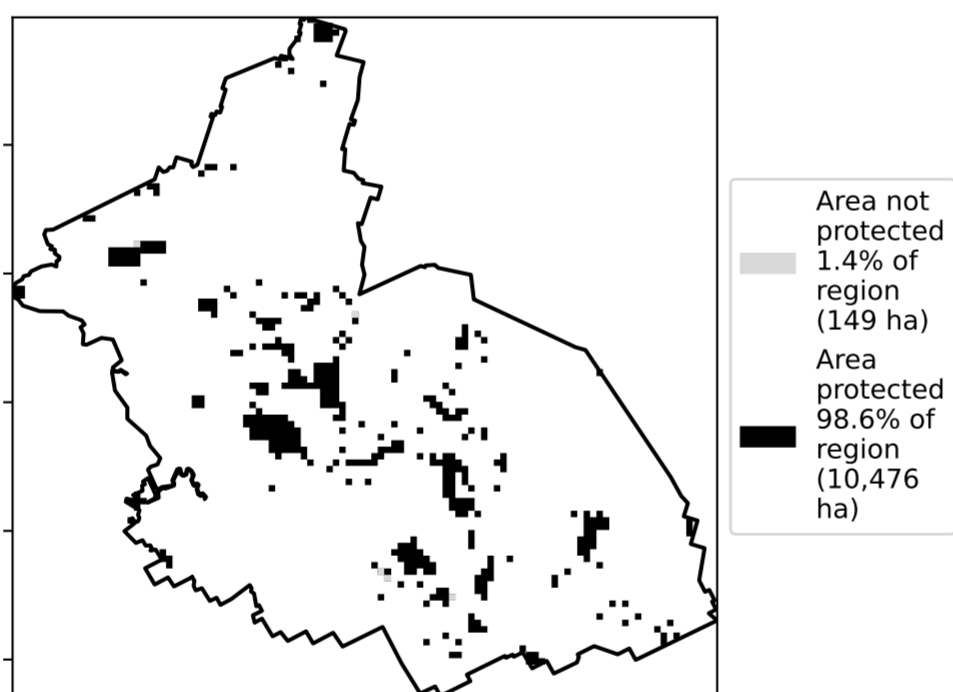 Area not
protected
1.4% of
region
(149 ha)
Area
protected
98.6% of
region
(10,476
ha)